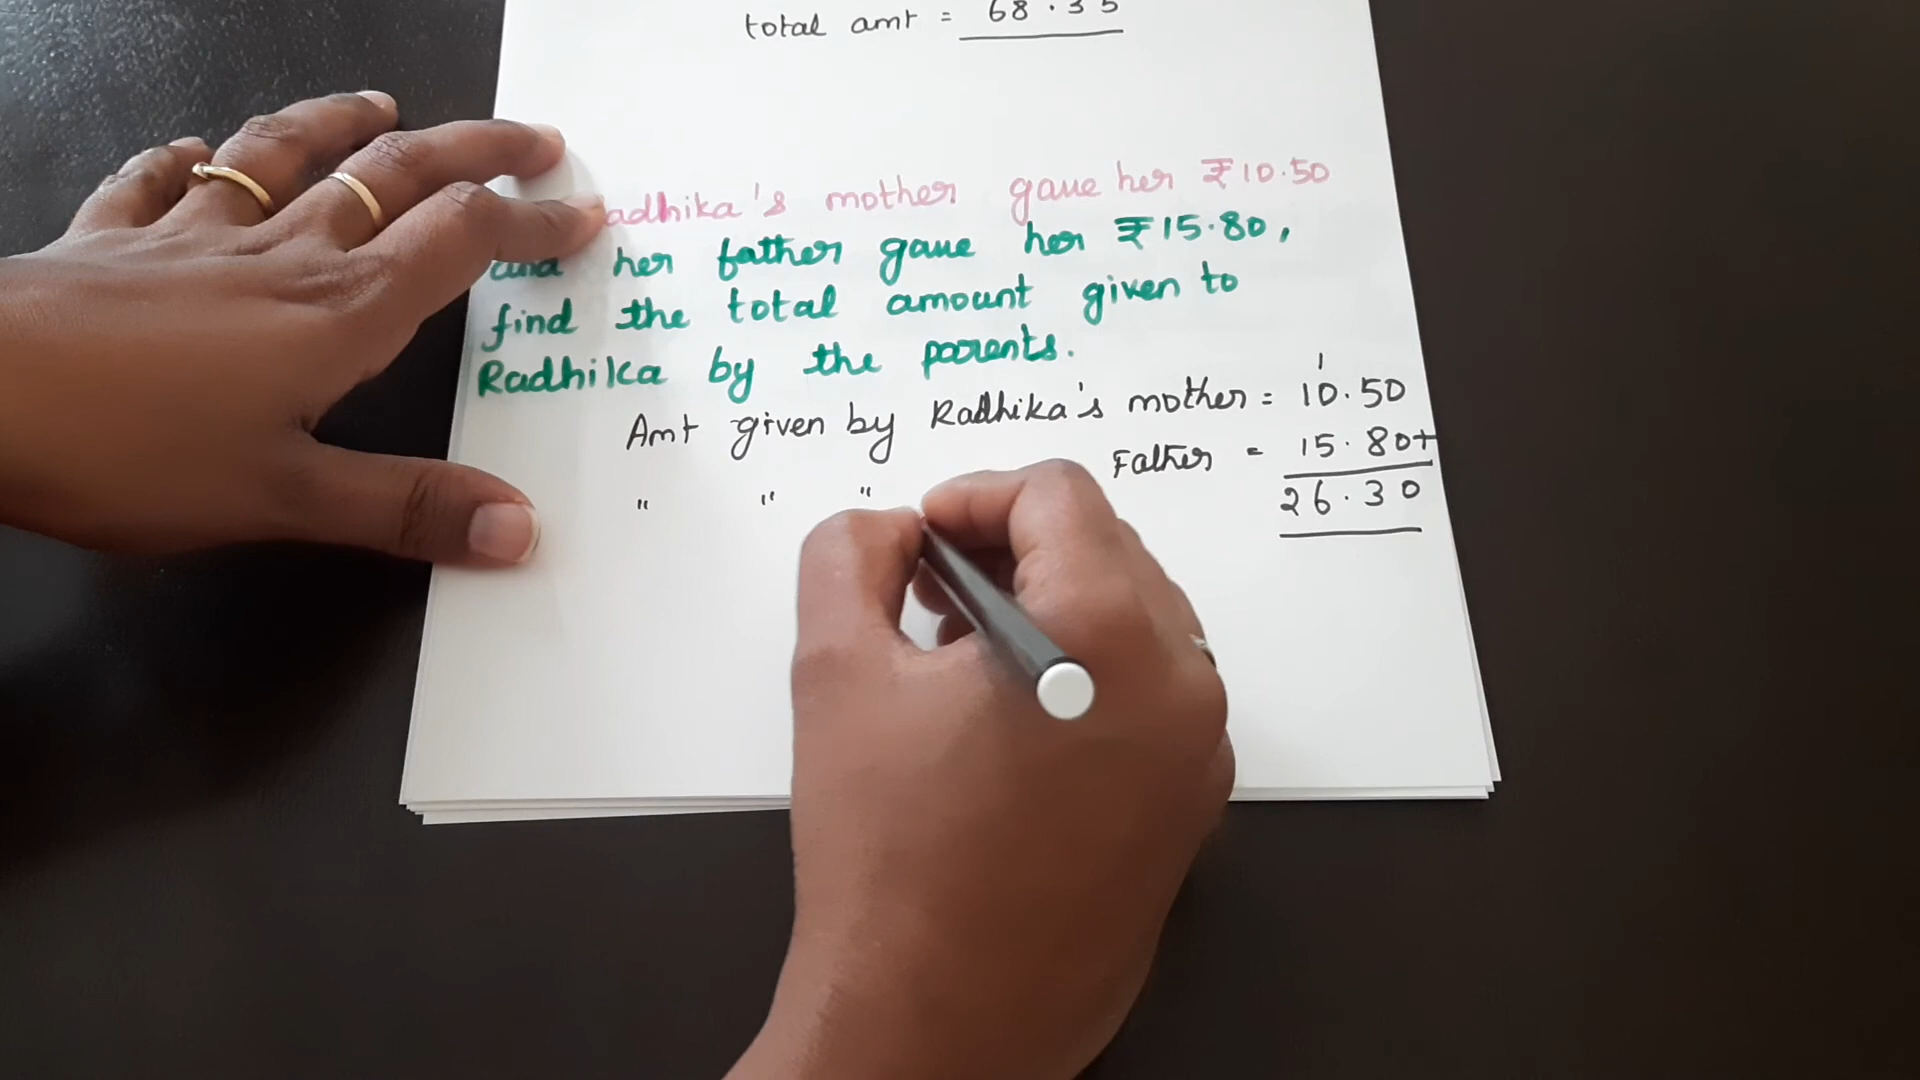 total amt = 68.35
adhika's mother gave her ₹10.50
and her father gave her ₹15.80,
find the total amount given to
Radhika by the parents.
1
Amt given by Radhika's mother = 10.50
" " " Father = 15.80+
26.30